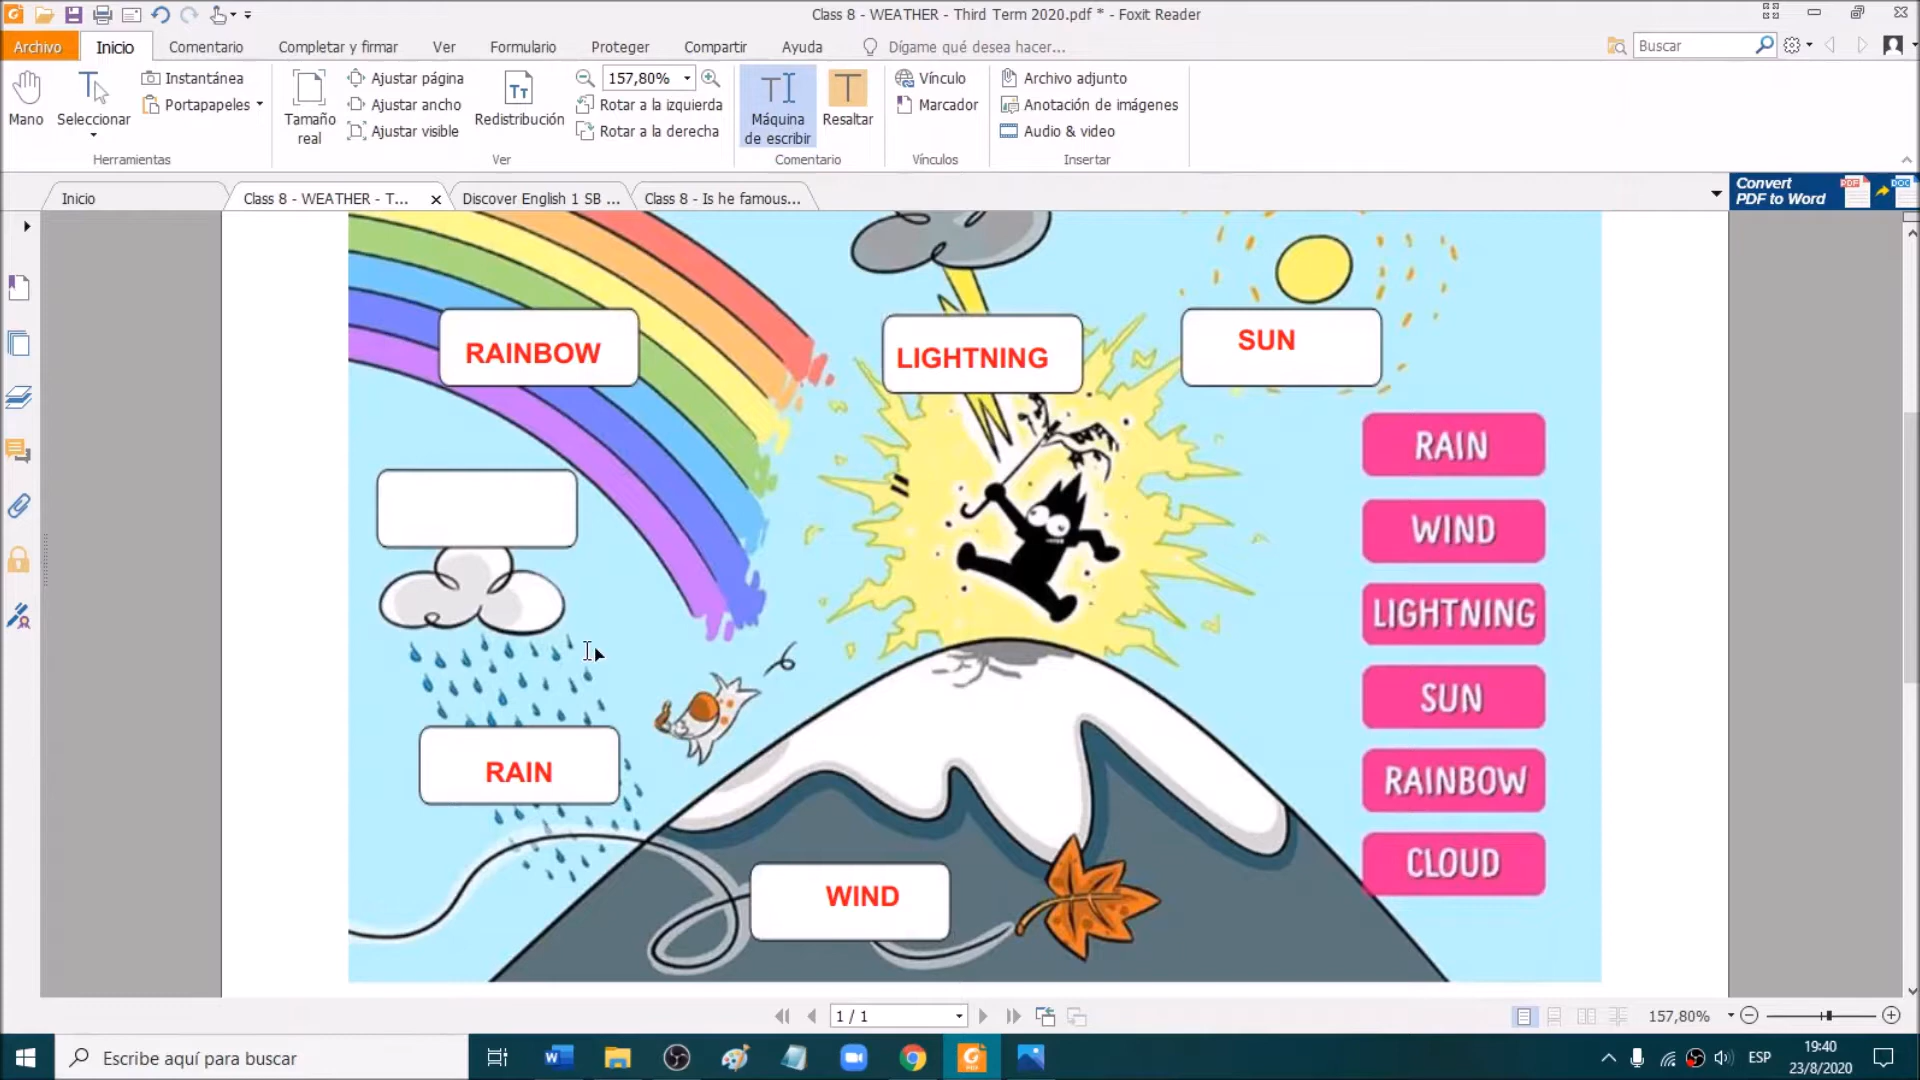 Class 8 - WEATHER - Third Term 2020.pdf * - Foxit Reader
Archivo Inicio Comentario Completar y firmar Ver Formulario Proteger Compartir Ayuda Dígame qué desea hacer... Buscar
Mano
Seleccionar
Instantánea
Portapapeles
Herramientas
Tamaño real
Ajustar página
Ajustar ancho
Ajustar visible
Redistribución
157,80%
Rotar a la izquierda
Rotar a la derecha
Ver
Máquina de escribir
Resaltar
Comentario
Vínculo
Marcador
Vínculos
Archivo adjunto
Anotación de imágenes
Audio & video
Insertar
Inicio Class 8 - WEATHER - T... Discover English 1 SB ... Class 8 - Is he famous...
Convert
PDF to Word
PDF DOC
RAINBOW
LIGHTNING
SUN
RAIN
WIND
RAIN
WIND
LIGHTNING
SUN
RAINBOW
CLOUD
1 / 1
157,80%
Escribe aquí para buscar
ESP
19:40
23/8/2020